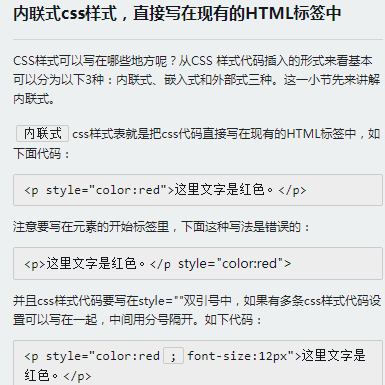 内联式css样式，直接写在现有的HTML标签中
CSS样式可以写在哪些地方呢？从CSS 样式代码插入的形式来看基本
可以分为以下3种：内联式、嵌入式和外部式三种。这一小节先来讲解
内联式。
内联式 css样式表就是把css代码直接写在现有的HTML标签中，如
下面代码：
<p style="color:red">这里文字是红色。</p>
注意要写在元素的开始标签里，下面这种写法是错误的：
<p>这里文字是红色。</p style="color:red">
并且css样式代码要写在style=""双引号中，如果有多条css样式代码设
置可以写在一起，中间用分号隔开。如下代码：
<p style="color:red ; font-size:12px">这里文字是
红色。</p>